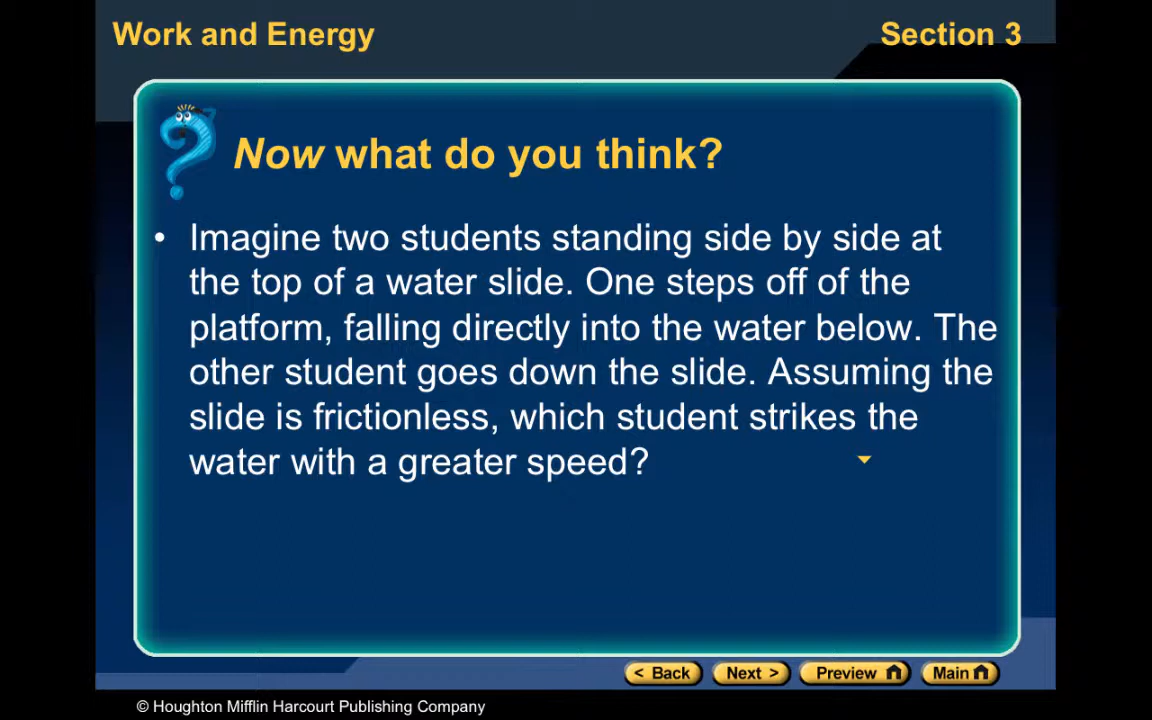 Work and Energy
Section 3
Now what do you think?
• Imagine two students standing side by side at
the top of a water slide. One steps off of the
platform, falling directly into the water below. The
other student goes down the slide. Assuming the
slide is frictionless, which student strikes the
water with a greater speed?
< Back
Next >
Preview
Main
© Houghton Mifflin Harcourt Publishing Company